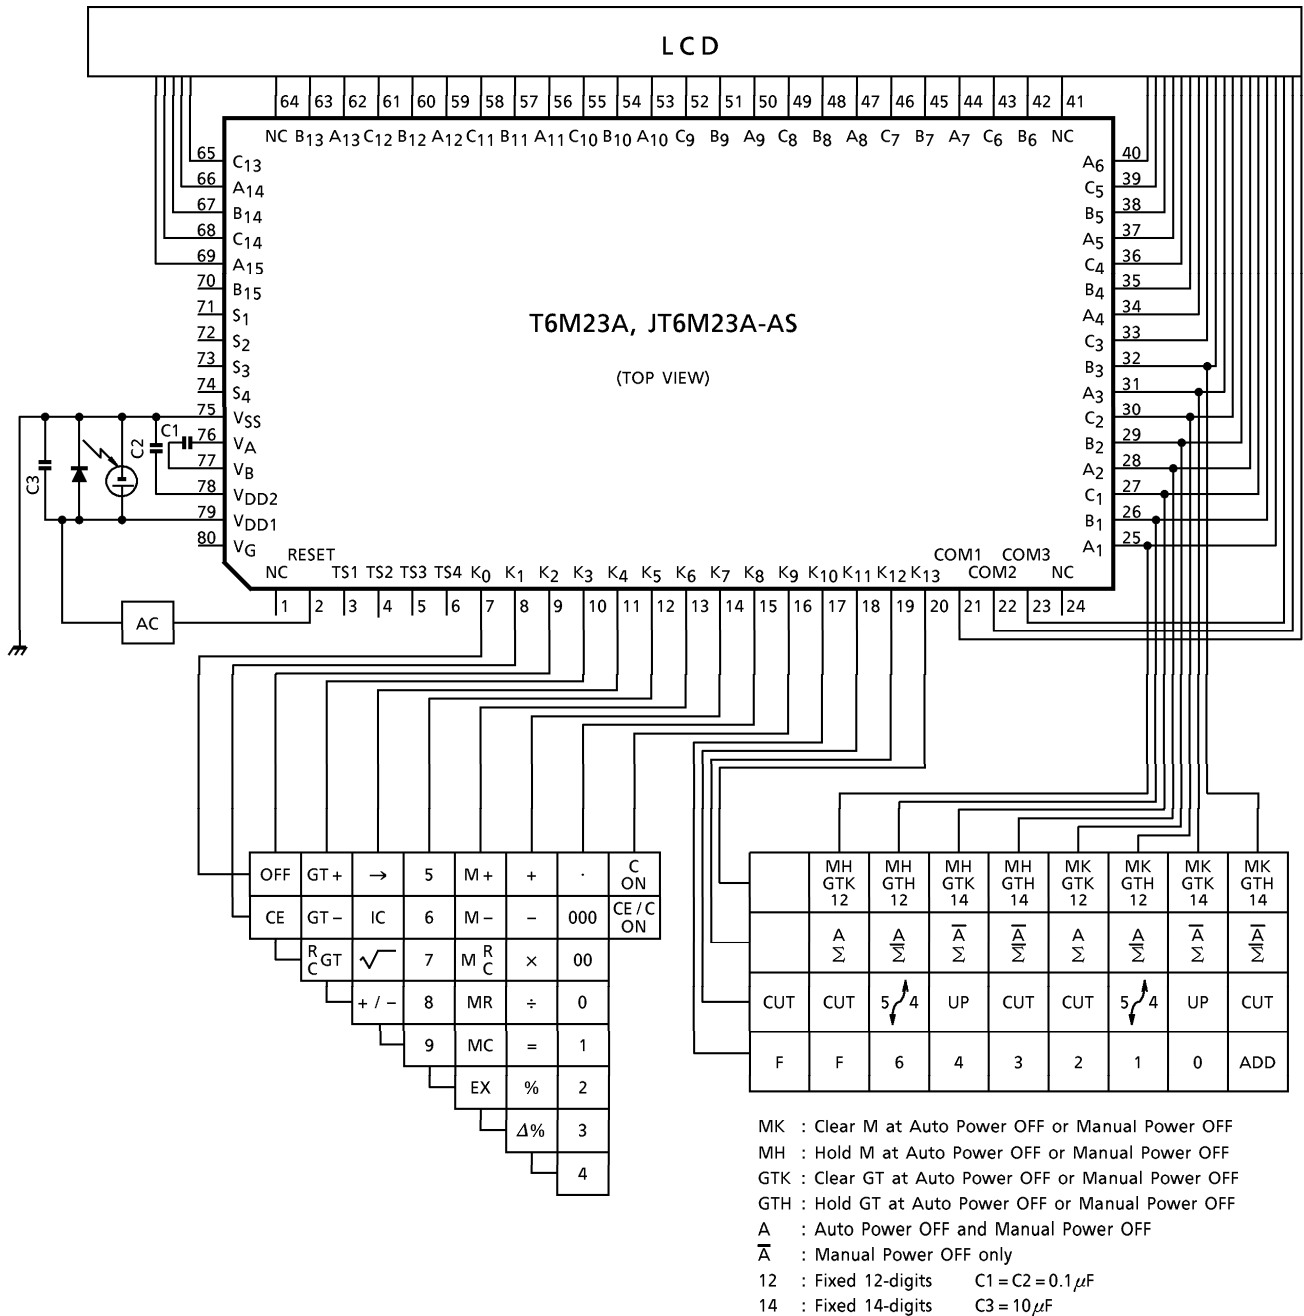 LCD
64 63 62 61 60 59 58 57 56 55 54 53 52 51 50 49 48 47 46 45 44 43 42 41
NC B13 A13 C12 B12 A12 C11 B11 A11 C10 B10 A10 C9 B9 A9 C8 B8 A8 C7 B7 A7 C6 B6 NC
65 C13
66 A14
67 B14
68 C14
69 A15
70 B15
71 S1
72 S2
73 S3
74 S4
75 VSS
76 VA
77 VB
78 VDD2
79 VDD1
80 VG
A6 40
C5 39
B5 38
A5 37
C4 36
B4 35
A4 34
C3 33
B3 32
A3 31
C2 30
B2 29
A2 28
C1 27
B1 26
A1 25
T6M23A, JT6M23A-AS
(TOP VIEW)
C1
C2
C3
RESET COM1 COM3
NC TS1 TS2 TS3 TS4 K0 K1 K2 K3 K4 K5 K6 K7 K8 K9 K10 K11 K12 K13 COM2 NC
1 2 3 4 5 6 7 8 9 10 11 12 13 14 15 16 17 18 19 20 21 22 23 24
AC
OFF GT+ → 5 M+ + · C ON
CE GT− IC 6 M− − 000 CE/C ON
R C GT √ 7 M R C × 00
+/− 8 MR ÷ 0
9 MC = 1
EX % 2
Δ% 3
4
MH MH MH MH MK MK MK MK
GTK GTH GTK GTH GTK GTH GTK GTH
12 12 14 14 12 12 14 14
A A A̅ A̅ A A A̅ A̅
Σ Σ̅ Σ Σ̅ Σ Σ̅ Σ Σ̅
CUT CUT 5 4 UP CUT CUT 5 4 UP CUT
F F 6 4 3 2 1 0 ADD
MK : Clear M at Auto Power OFF or Manual Power OFF
MH : Hold M at Auto Power OFF or Manual Power OFF
GTK : Clear GT at Auto Power OFF or Manual Power OFF
GTH : Hold GT at Auto Power OFF or Manual Power OFF
A : Auto Power OFF and Manual Power OFF
A̅ : Manual Power OFF only
12 : Fixed 12-digits C1=C2=0.1μF
14 : Fixed 14-digits C3=10μF